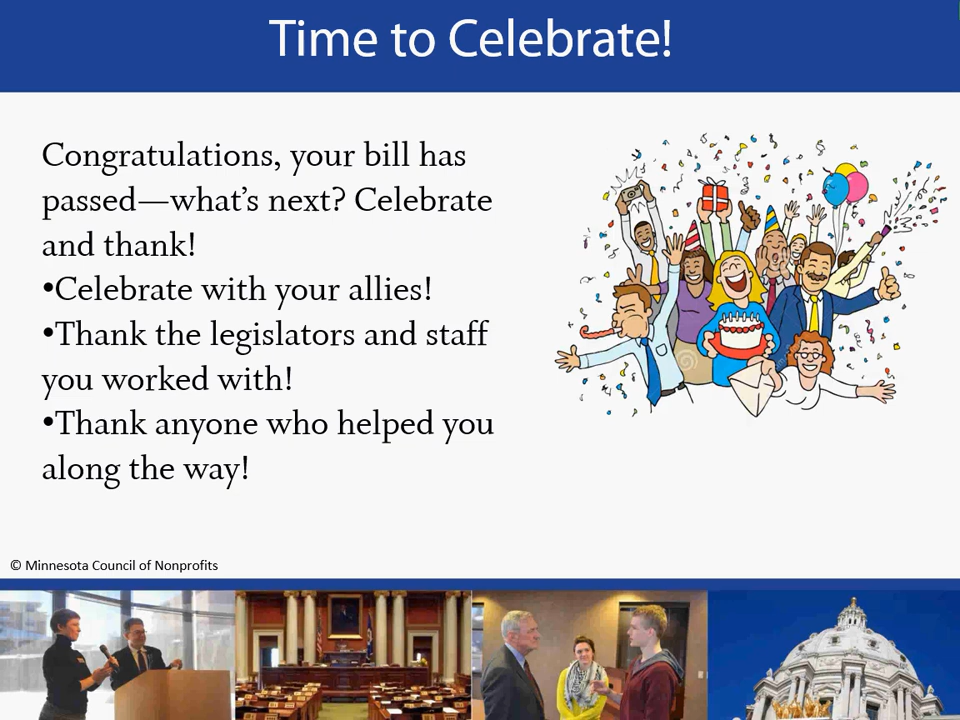 Time to Celebrate!
Congratulations, your bill has
passed—what’s next? Celebrate
and thank!
•Celebrate with your allies!
•Thank the legislators and staff
you worked with!
•Thank anyone who helped you
along the way!
© Minnesota Council of Nonprofits